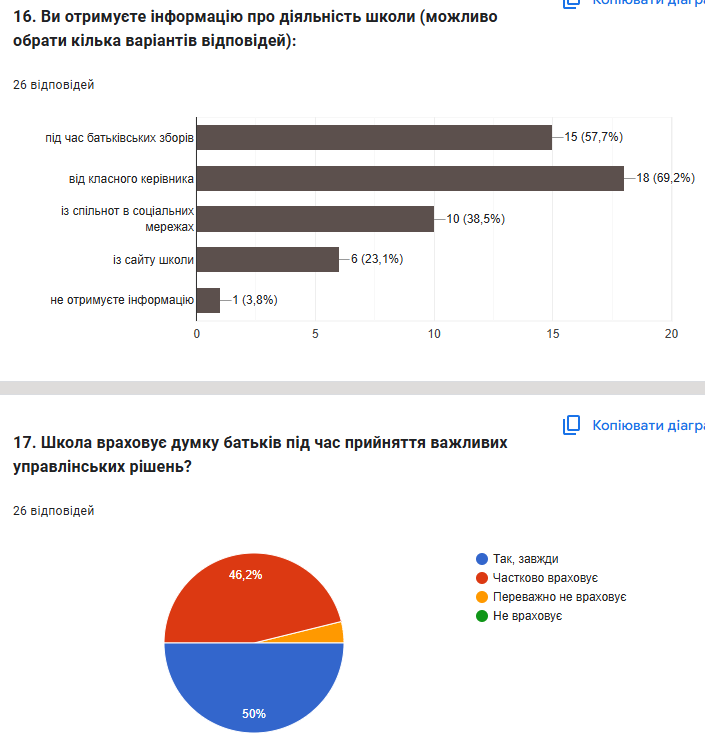 Копіювати діагра
16. Ви отримуєте інформацію про діяльність школи (можливо
обрати кілька варіантів відповідей):
26 відповідей
під час батьківських зборів
15 (57,7%)
від класного керівника
18 (69,2%)
із спільнот в соціальних
мережах
10 (38,5%)
із сайту школи
6 (23,1%)
не отримуєте інформацію
1 (3,8%)
0 5 10 15 20
Копіювати діагра
17. Школа враховує думку батьків під час прийняття важливих
управлінських рішень?
26 відповідей
46,2%
50%
Так, завжди
Частково враховує
Переважно не враховує
Не враховує